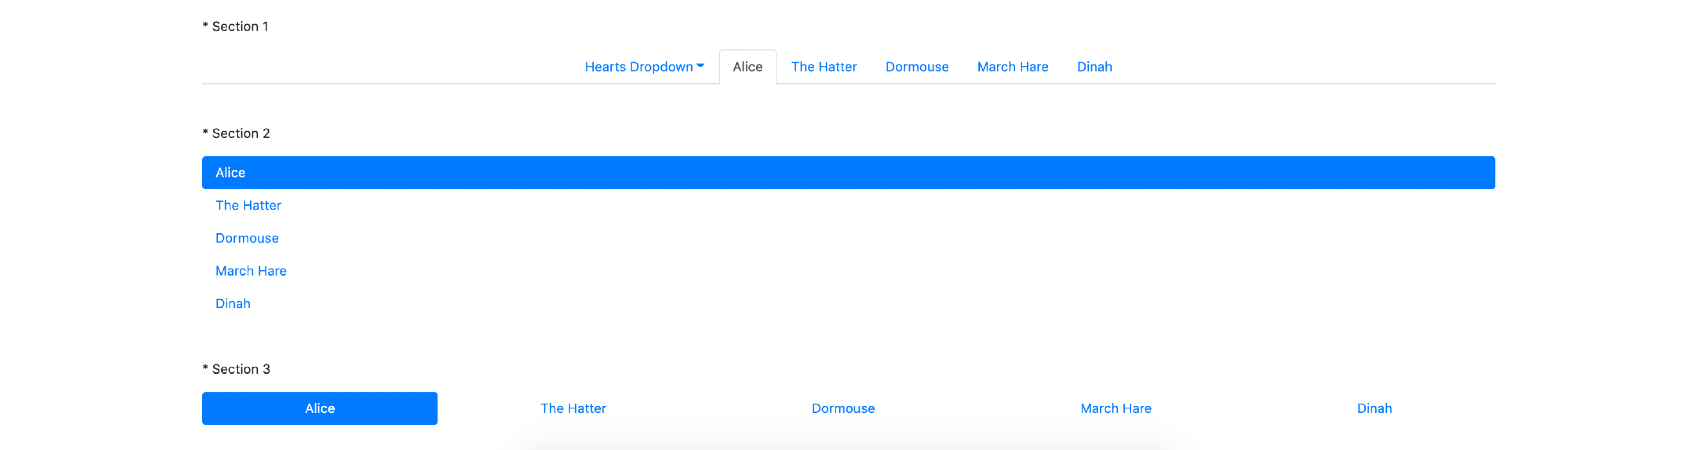 * Section 1
Hearts Dropdown Alice The Hatter Dormouse March Hare Dinah
* Section 2
Alice
The Hatter
Dormouse
March Hare
Dinah
* Section 3
Alice The Hatter Dormouse March Hare Dinah